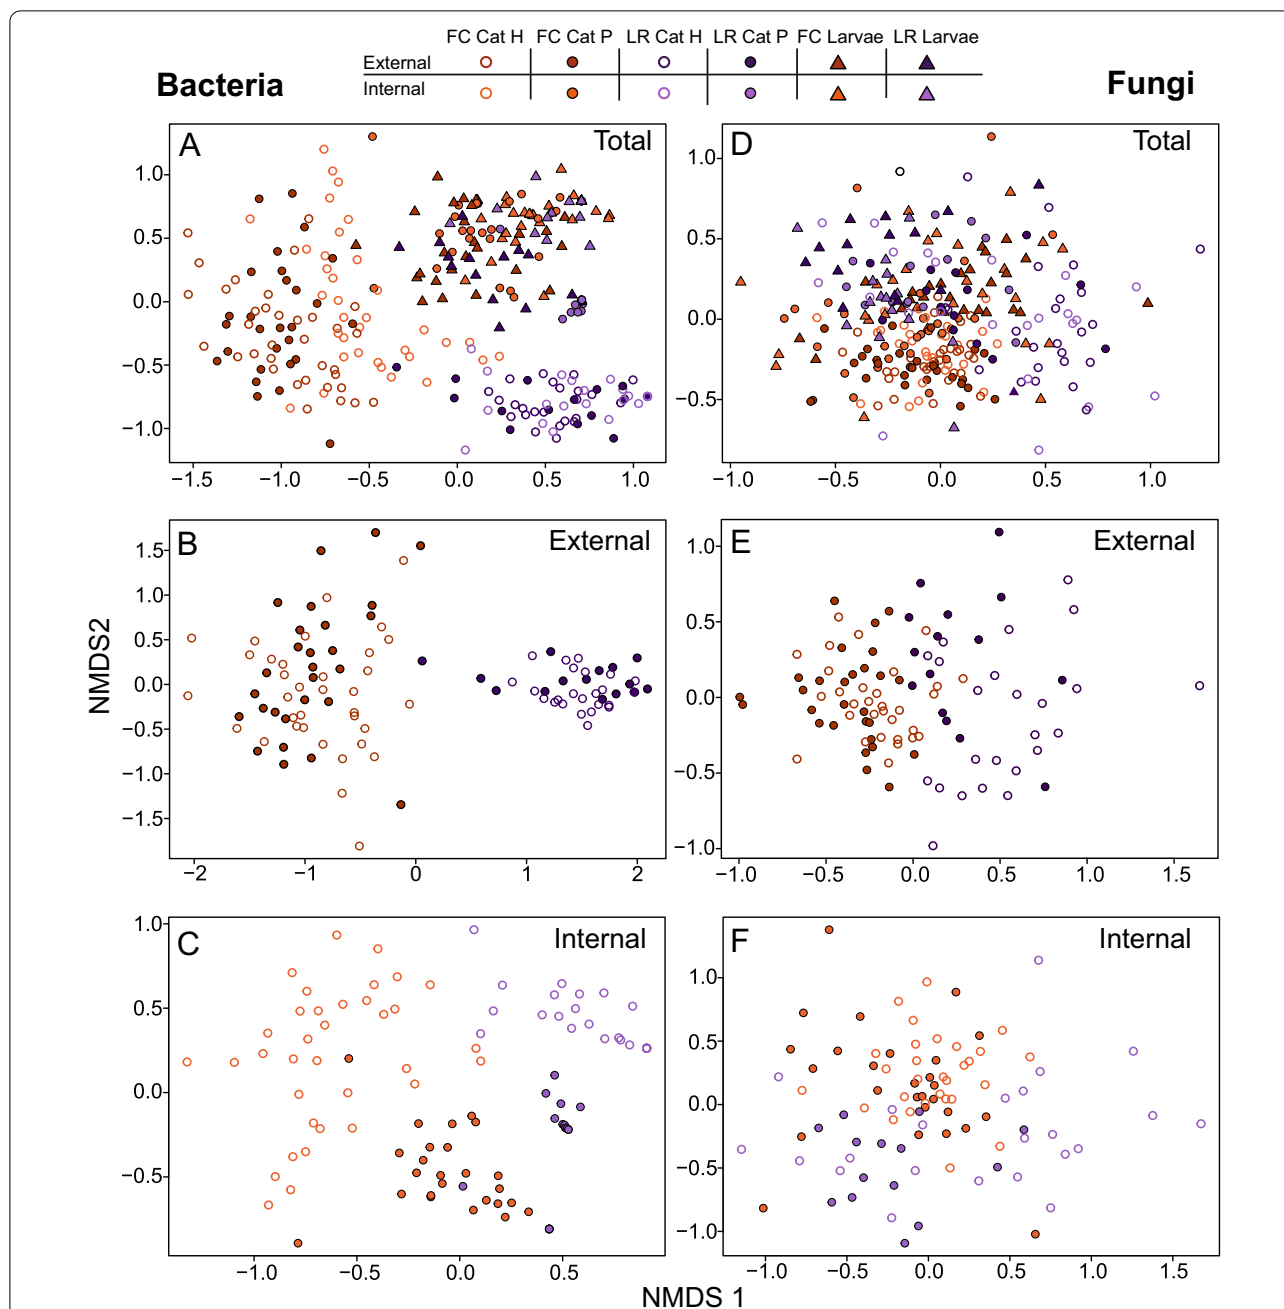 FC Cat H FC Cat P LR Cat H LR Cat P FC Larvae LR Larvae
External
Internal
Bacteria
Fungi
A Total
1.0
0.5
0.0
−0.5
−1.0
−1.5 −1.0 −0.5 0.0 0.5 1.0
D Total
1.0
0.5
0.0
−0.5
−1.0 −0.5 0.0 0.5 1.0
B External
1.5
1.0
0.5
0.0
−0.5
−1.0
−1.5
−2 −1 0 1 2
E External
1.0
0.5
0.0
−0.5
−1.0
−1.0 −0.5 0.0 0.5 1.0 1.5
NMDS2
C Internal
1.0
0.5
0.0
−0.5
−1.0 −0.5 0.0 0.5
F Internal
1.0
0.5
0.0
−0.5
−1.0
−1.0 −0.5 0.0 0.5 1.0 1.5
NMDS 1